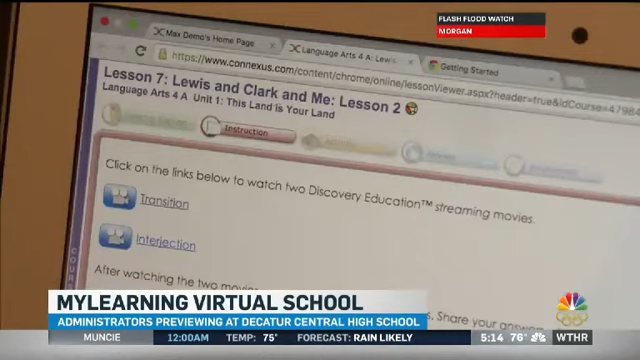 FLASH FLOOD WATCH
MORGAN
Max Demo's Home Page
Language Arts 4 A: Lew
Getting Started
https://www.connexus.com/content/chrome/online/lessonViewer.aspx?header=true&idCourse=47984
Lesson 7: Lewis and Clark and Me: Lesson 2
Language Arts 4 A Unit 1: This Land is Your Land
Instruction
Click on the links below to watch two Discovery Education™ streaming movies.
Transition
Interjection
After watching the two movie
s. Share your answe
MYLEARNING VIRTUAL SCHOOL
ADMINISTRATORS PREVIEWING AT DECATUR CENTRAL HIGH SCHOOL
MUNCIE 12:00AM TEMP: 75° FORECAST: RAIN LIKELY
5:14 76° WTHR